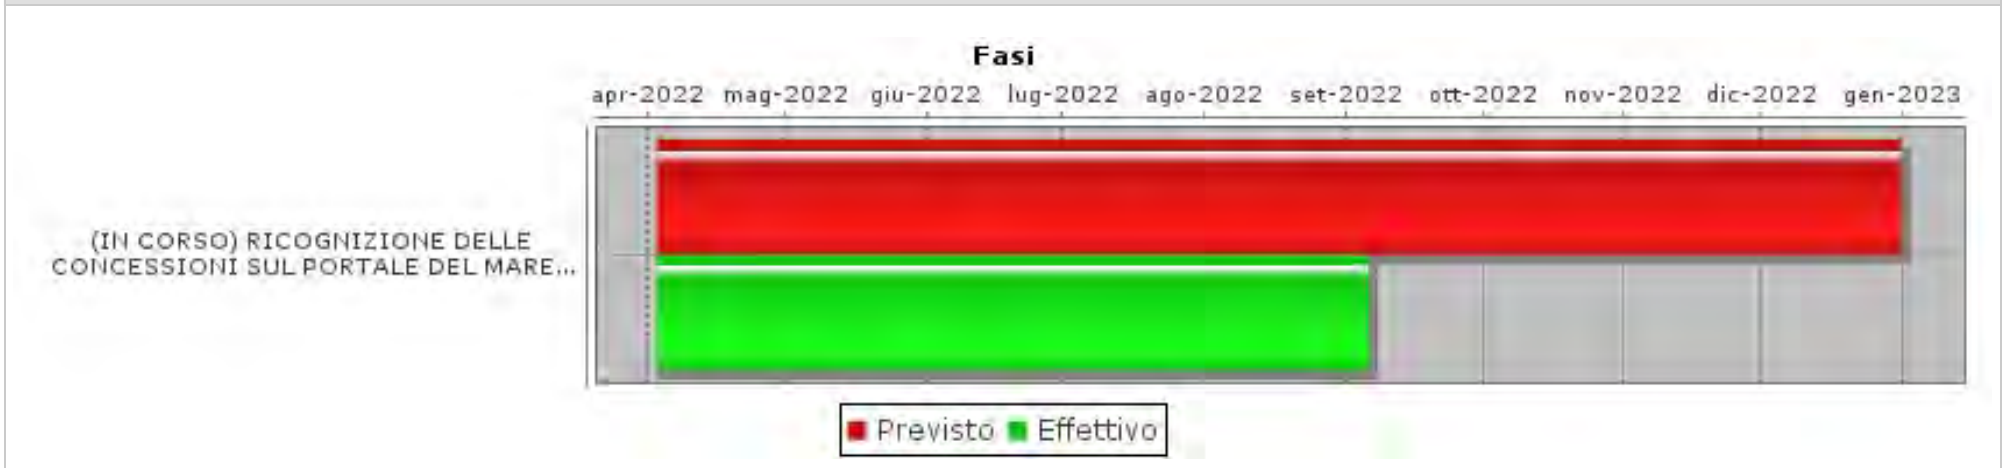 Fasi
apr-2022 mag-2022 giu-2022 lug-2022 ago-2022 set-2022 ott-2022 nov-2022 dic-2022 gen-2023
(IN CORSO) RICOGNIZIONE DELLE
CONCESSIONI SUL PORTALE DEL MARE...
Previsto Effettivo